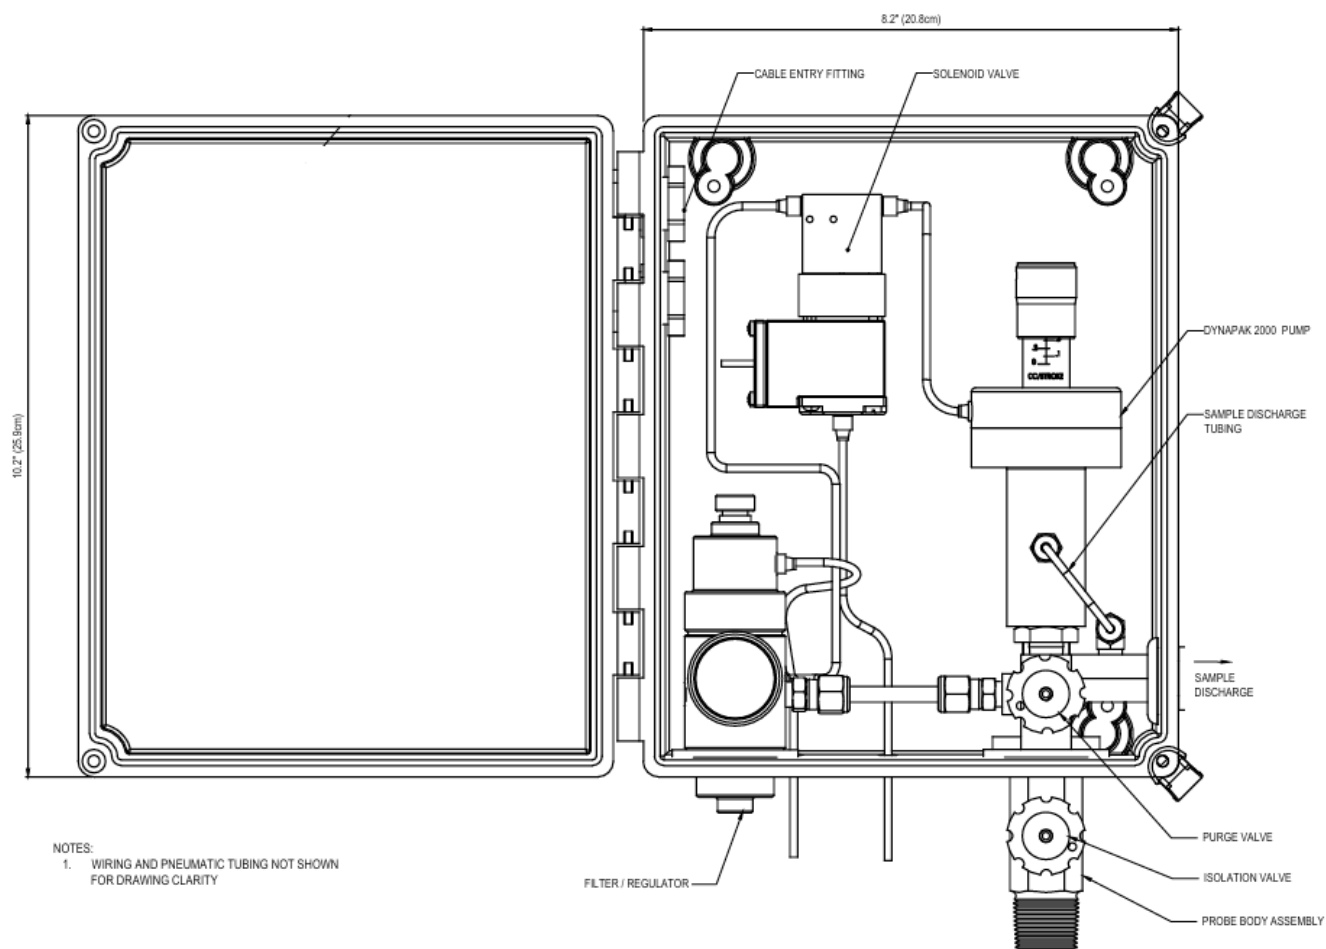 8.2" (20.8cm)
CABLE ENTRY FITTING
SOLENOID VALVE
10.2" (25.9cm)
DYNAPAK 2000 PUMP
.1
0
CC/STROKE
SAMPLE DISCHARGE
TUBING
SAMPLE
DISCHARGE
PURGE VALVE
NOTES:
1. WIRING AND PNEUMATIC TUBING NOT SHOWN
FOR DRAWING CLARITY
FILTER / REGULATOR
ISOLATION VALVE
PROBE BODY ASSEMBLY